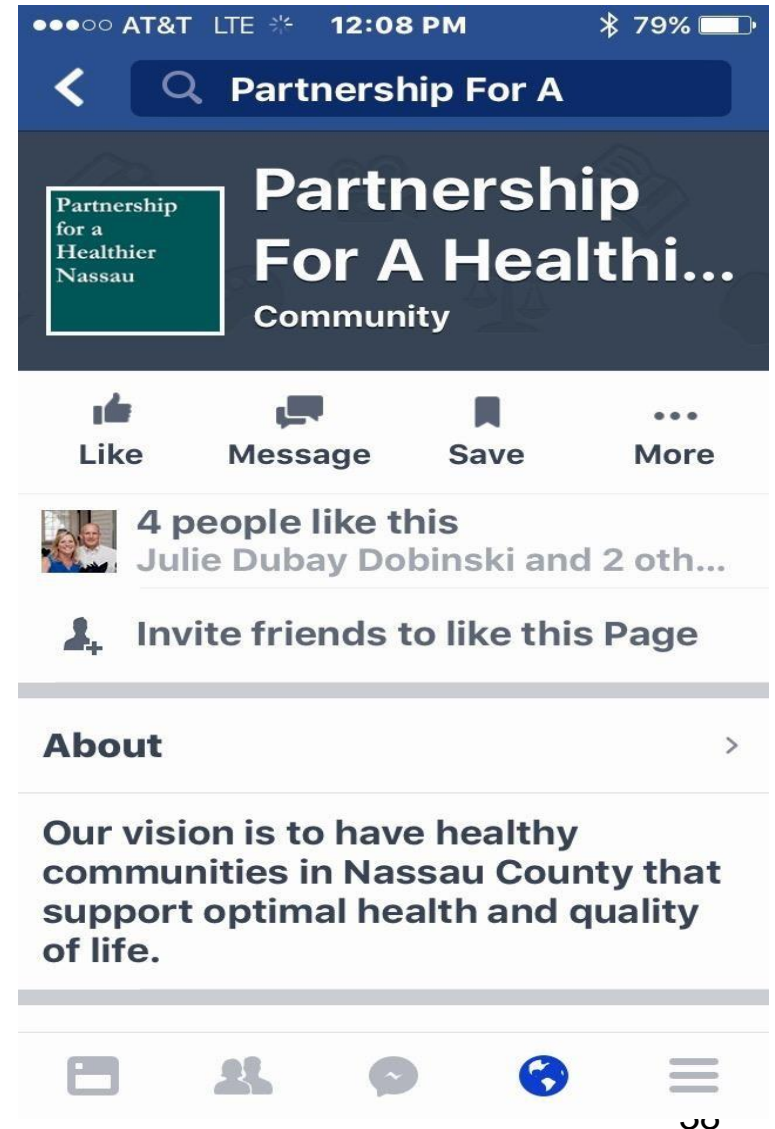 AT&T LTE 12:08 PM 79%
Partnership For A
Partnership
for a
Healthier
Nassau
Partnership
For A Healthi...
Community
Like Message Save More
4 people like this
Julie Dubay Dobinski and 2 oth...
Invite friends to like this Page
About
Our vision is to have healthy
communities in Nassau County that
support optimal health and quality
of life.